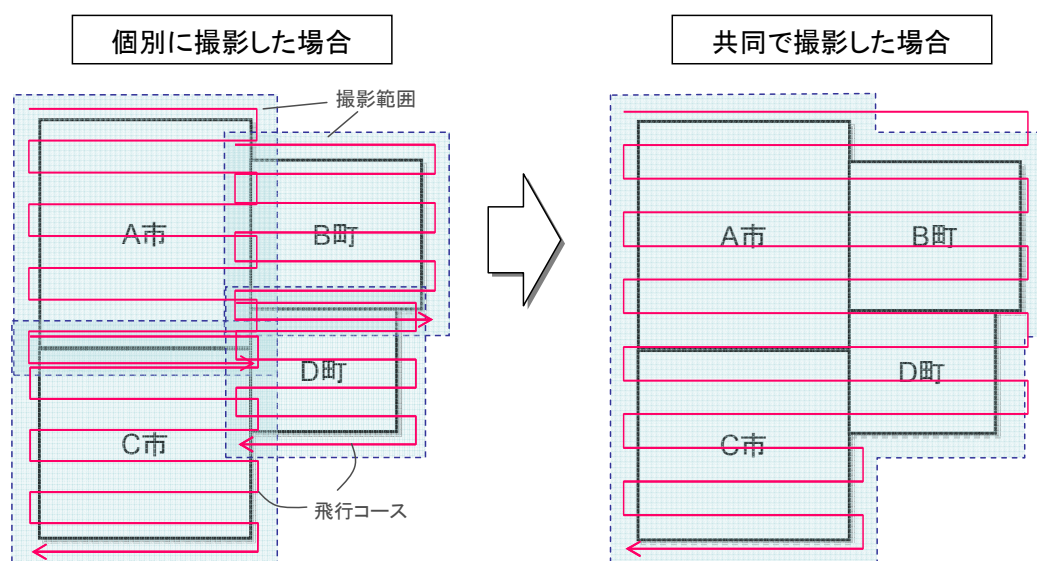 個別に撮影した場合
共同で撮影した場合
撮影範囲
A市
B町
D町
C市
飛行コース
A市
B町
D町
C市